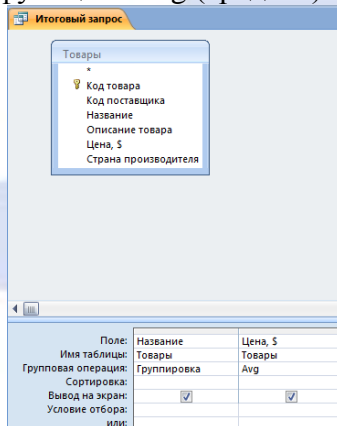 Итоговый запрос
Товары
*
Код товара
Код поставщика
Название
Описание товара
Цена, $
Страна производителя
Поле: Название Цена, $
Имя таблицы: Товары Товары
Групповая операция: Группировка Avg
Сортировка:
Вывод на экран:
Условие отбора:
или: